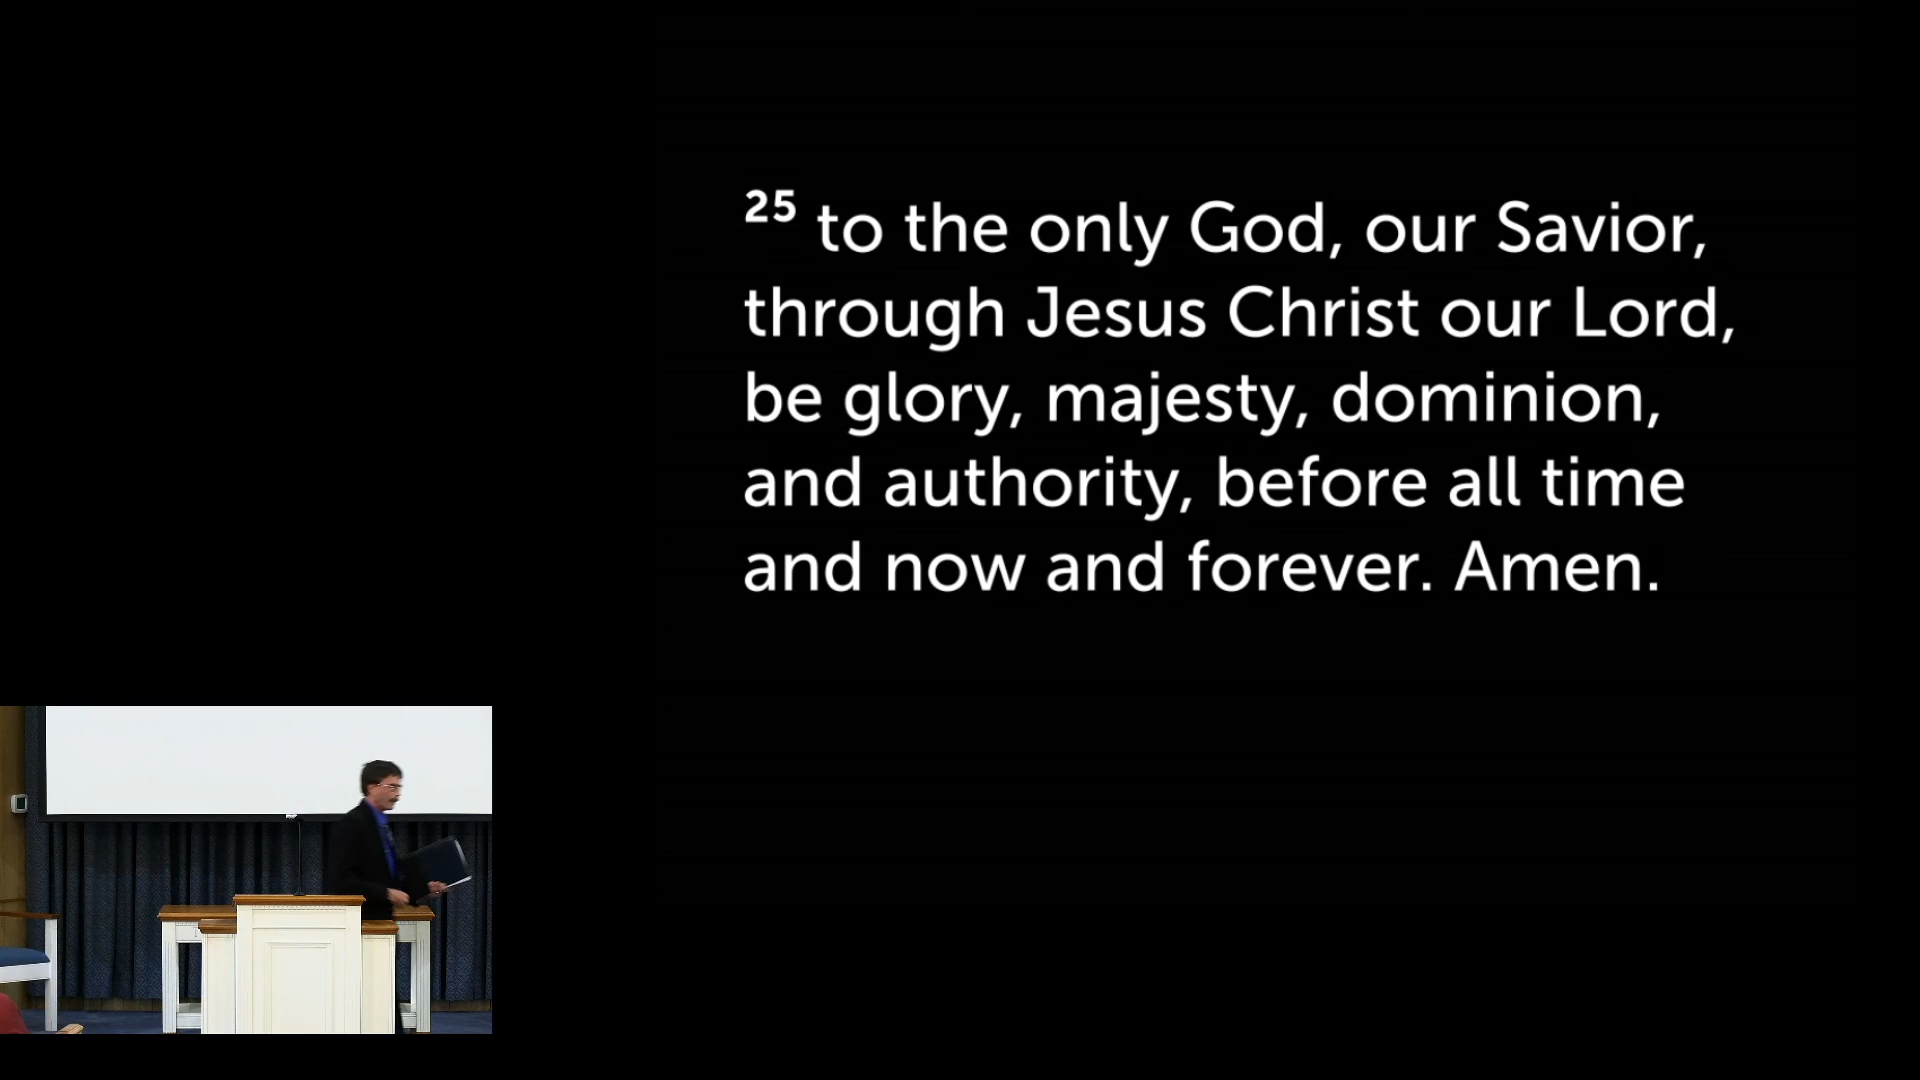 25 to the only God, our Savior,
through Jesus Christ our Lord,
be glory, majesty, dominion,
and authority, before all time
and now and forever. Amen.